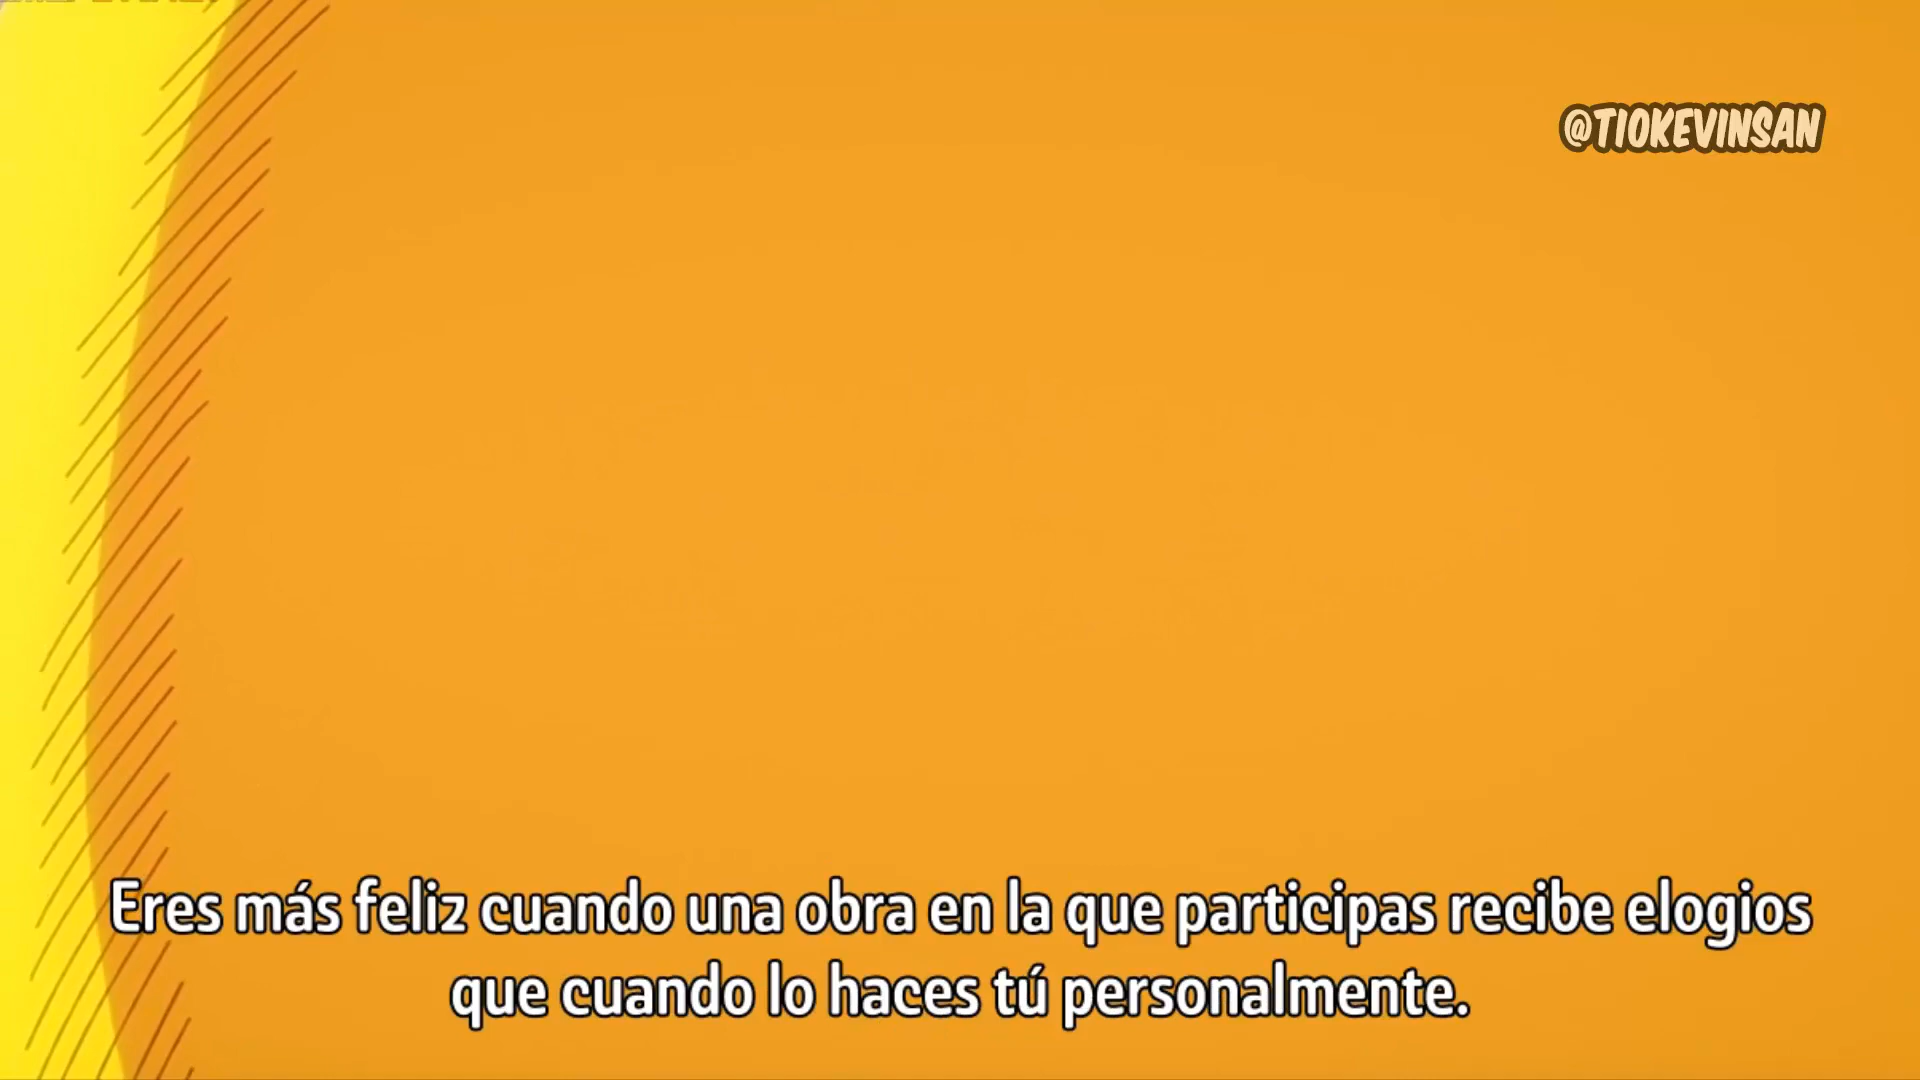 @TIOKEVINSAN
Eres más feliz cuando una obra en la que participas recibe elogios
que cuando lo haces tú personalmente.